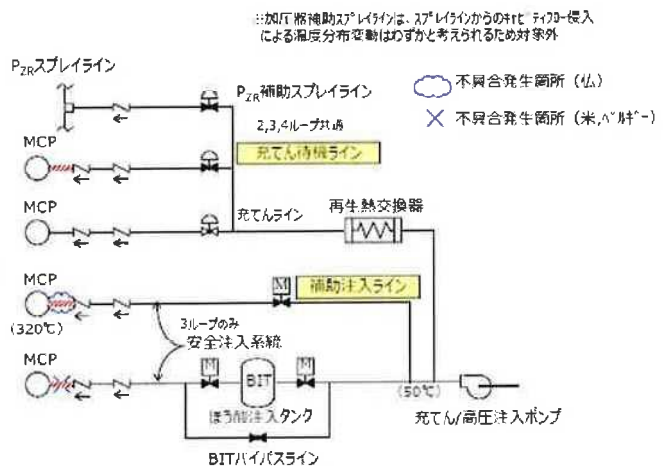 ※加圧器補助スプレイラインは、スプレイラインからのキャビティフロー侵入
による温度分布変動はわずかと考えられるため対象外
PZRスプレイライン
PZR補助スプレイライン
不具合発生箇所（仏）
不具合発生箇所（米,ベルギー）
2,3,4ループ共通
MCP
充てん待機ライン
MCP
充てんライン
再生熱交換器
MCP
M
補助注入ライン
(320℃)
3ループのみ
安全注入系統
MCP
M
M
BIT
(50℃)
ほう酸注入タンク
充てん/高圧注入ポンプ
BITバイパスライン